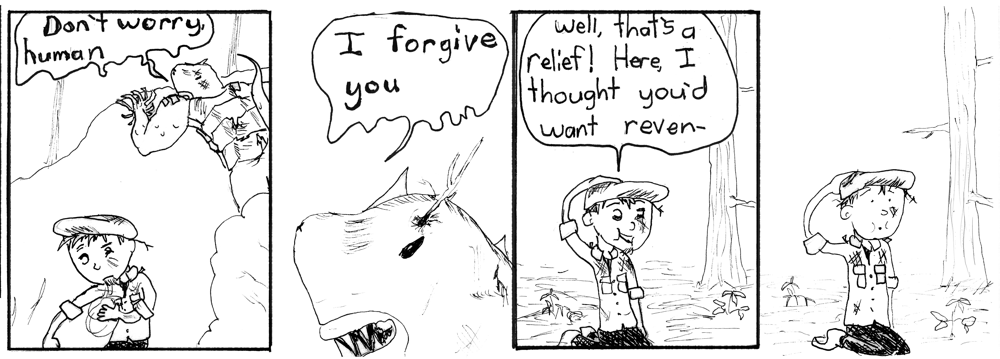 Don't worry,
human
I forgive
you
Well, that's a
relief! Here, I
thought you'd
want reven-